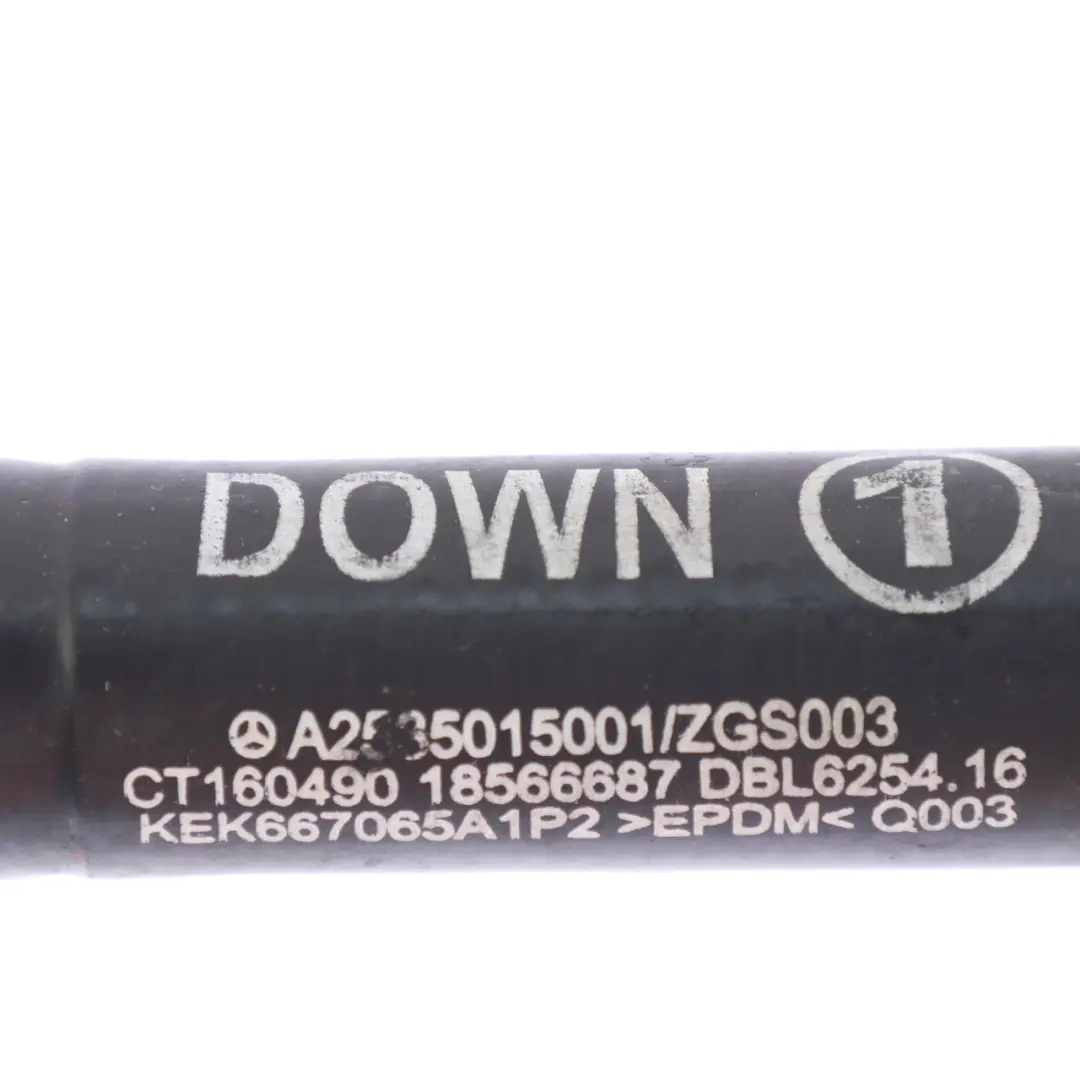 DOWN 1
A2535015001/ZGS003
CT160490 18566687 DBL6254.16
KEK667065A1P2 >EPDM< Q003